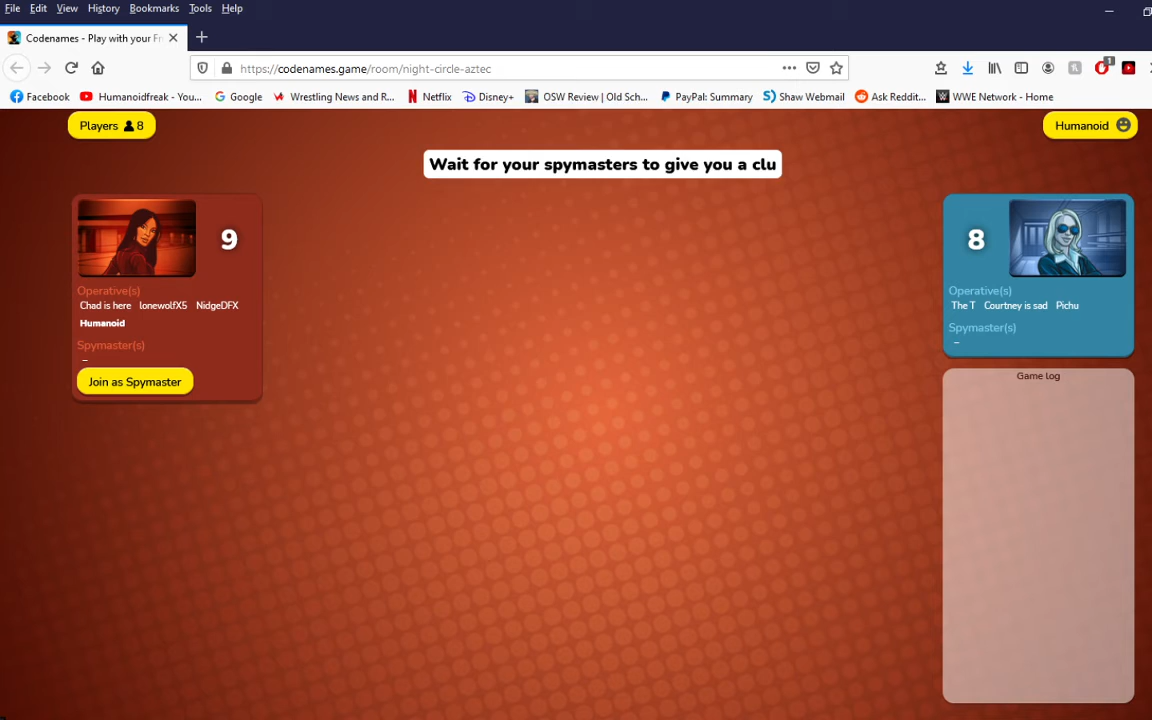 File Edit View History Bookmarks Tools Help
Codenames - Play with your Fr
https://codenames.game/room/night-circle-aztec
1
Facebook Humanoidfreak - You... Google Wrestling News and R... Netflix Disney+ OSW Review | Old Sch... PayPal: Summary Shaw Webmail Ask Reddit... WWE Network - Home
Players 8
Humanoid
Wait for your spymasters to give you a clu
9
Operative(s)
Chad is here lonewolfX5 NidgeDFX
Humanoid
Spymaster(s)
–
Join as Spymaster
8
Operative(s)
The T Courtney is sad Pichu
Spymaster(s)
–
Game log